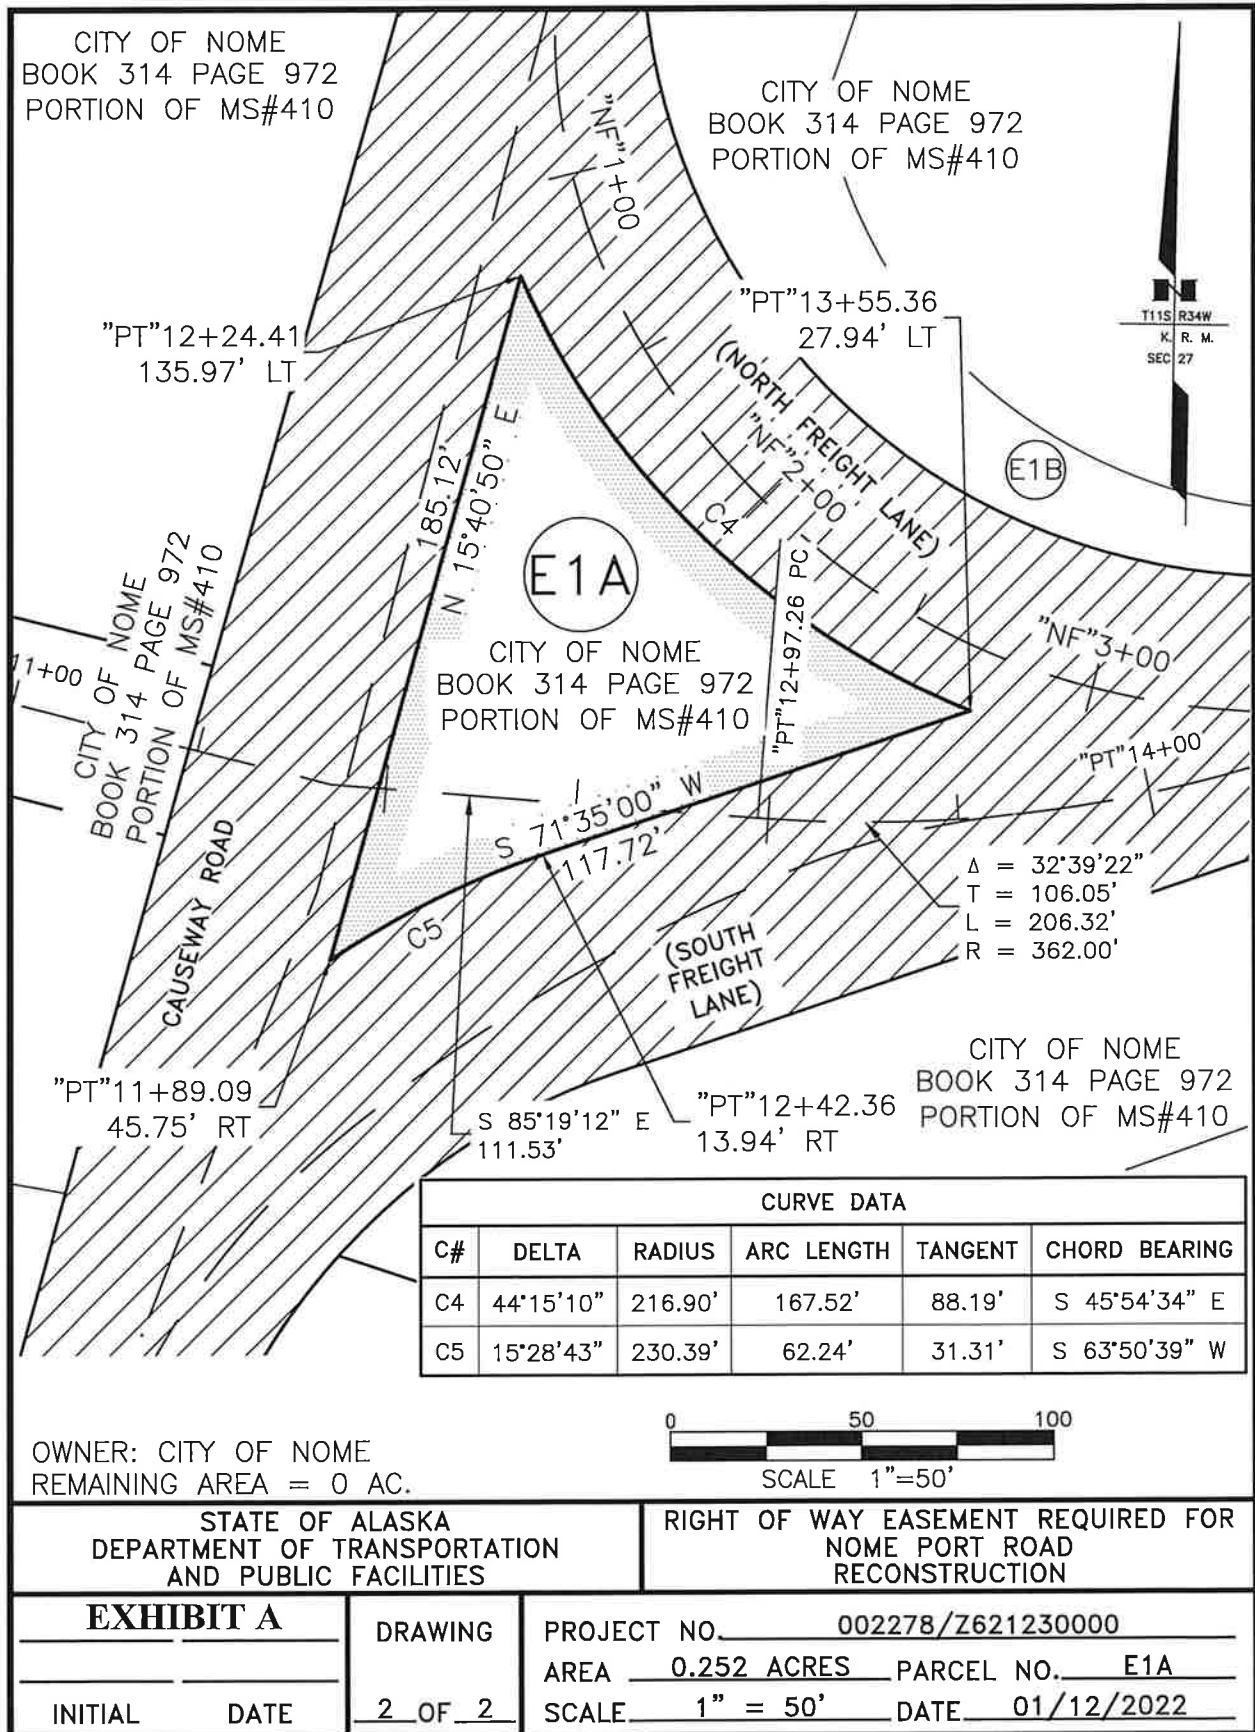 CITY OF NOME
BOOK 314 PAGE 972
PORTION OF MS#410
CITY OF NOME
BOOK 314 PAGE 972
PORTION OF MS#410
"NF"1+00
N
T11S R34W
K. R. M.
SEC 27
"PT"12+24.41
135.97' LT
"PT"13+55.36
27.94' LT
(NORTH FREIGHT LANE)
"NF"2+00
E1B
C4
185.12'
N 15°40'50" E
E1A
CITY OF NOME
BOOK 314 PAGE 972
PORTION OF MS#410
"PT"12+97.26 PC
"NF"3+00
11+00
CITY OF NOME
BOOK 314 PAGE 972
PORTION OF MS#410
"PT"14+00
S 71°35'00" W
117.72'
CAUSEWAY ROAD
C5
(SOUTH
FREIGHT
LANE)
Δ = 32°39'22"
T = 106.05'
L = 206.32'
R = 362.00'
"PT"11+89.09
45.75' RT
S 85°19'12" E
111.53'
"PT"12+42.36
13.94' RT
CITY OF NOME
BOOK 314 PAGE 972
PORTION OF MS#410
CURVE DATA
C# DELTA RADIUS ARC LENGTH TANGENT CHORD BEARING
C4 44°15'10" 216.90' 167.52' 88.19' S 45°54'34" E
C5 15°28'43" 230.39' 62.24' 31.31' S 63°50'39" W
0 50 100
SCALE 1"=50'
OWNER: CITY OF NOME
REMAINING AREA = 0 AC.
STATE OF ALASKA
DEPARTMENT OF TRANSPORTATION
AND PUBLIC FACILITIES
RIGHT OF WAY EASEMENT REQUIRED FOR
NOME PORT ROAD
RECONSTRUCTION
EXHIBIT A
INITIAL DATE
DRAWING
2 OF 2
PROJECT NO. 002278/Z621230000
AREA 0.252 ACRES PARCEL NO. E1A
SCALE 1" = 50' DATE 01/12/2022